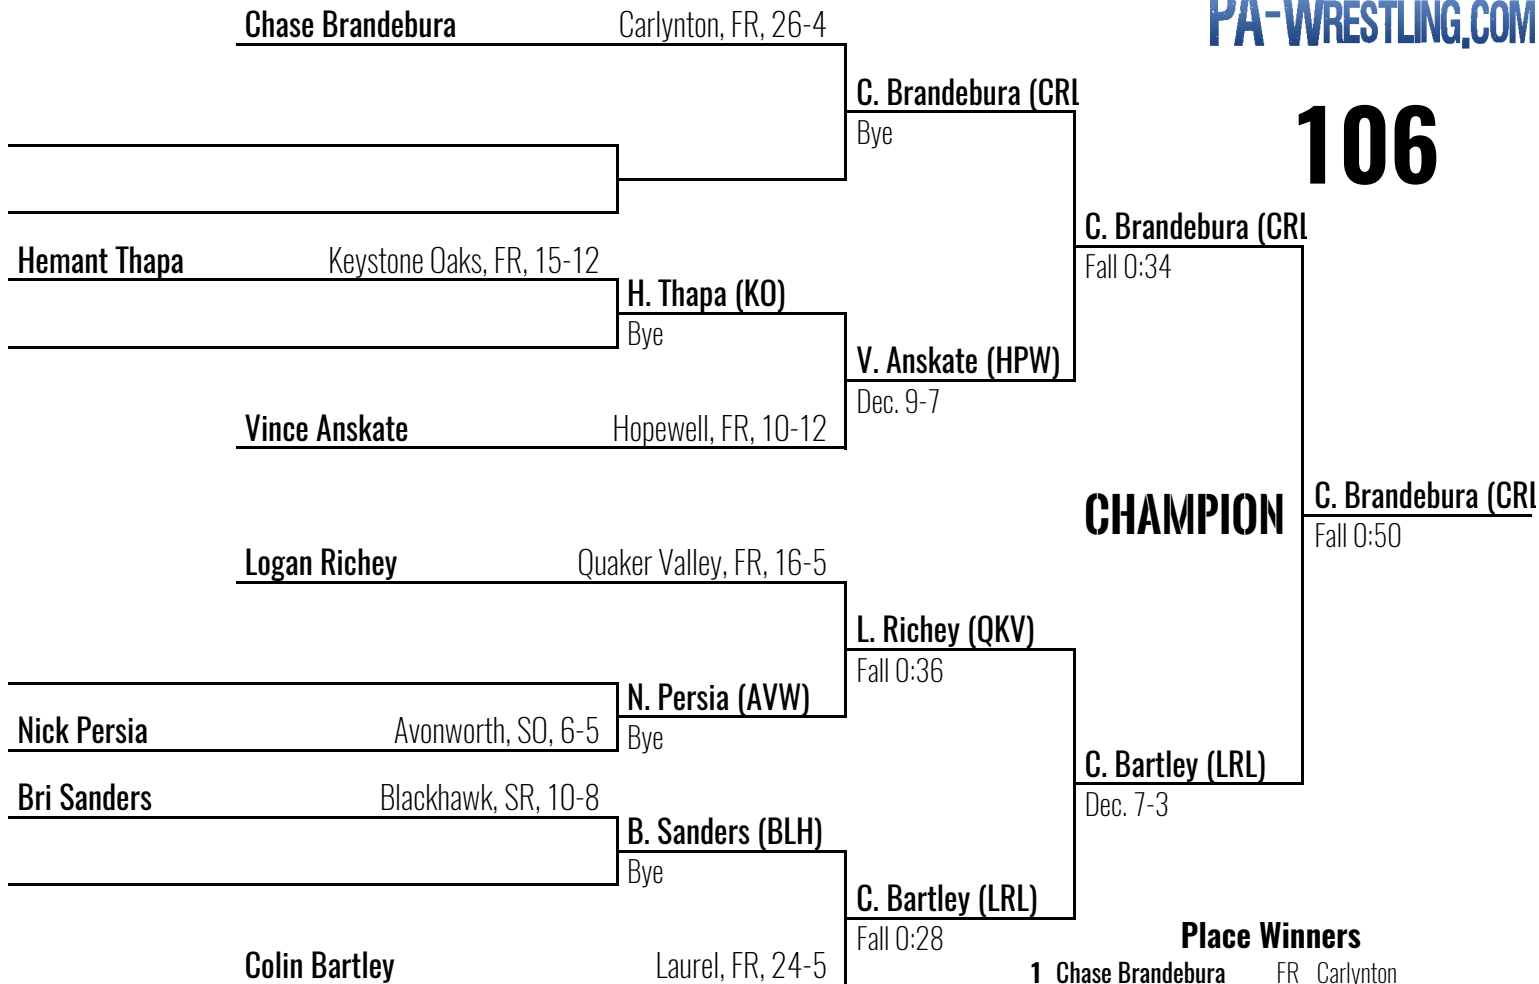 PA-WRESTLING.COM
Chase Brandebura Carlynton, FR, 26-4
C. Brandebura (CRL
Bye
106
C. Brandebura (CRL
Fall 0:34
Hemant Thapa Keystone Oaks, FR, 15-12
H. Thapa (KO)
Bye
V. Anskate (HPW)
Dec. 9-7
Vince Anskate Hopewell, FR, 10-12
CHAMPION
C. Brandebura (CRL
Fall 0:50
Logan Richey Quaker Valley, FR, 16-5
L. Richey (QKV)
Fall 0:36
N. Persia (AVW)
Bye
Nick Persia Avonworth, SO, 6-5
C. Bartley (LRL)
Dec. 7-3
Bri Sanders Blackhawk, SR, 10-8
B. Sanders (BLH)
Bye
C. Bartley (LRL)
Fall 0:28
Colin Bartley Laurel, FR, 24-5
Place Winners
1 Chase Brandebura FR Carlynton